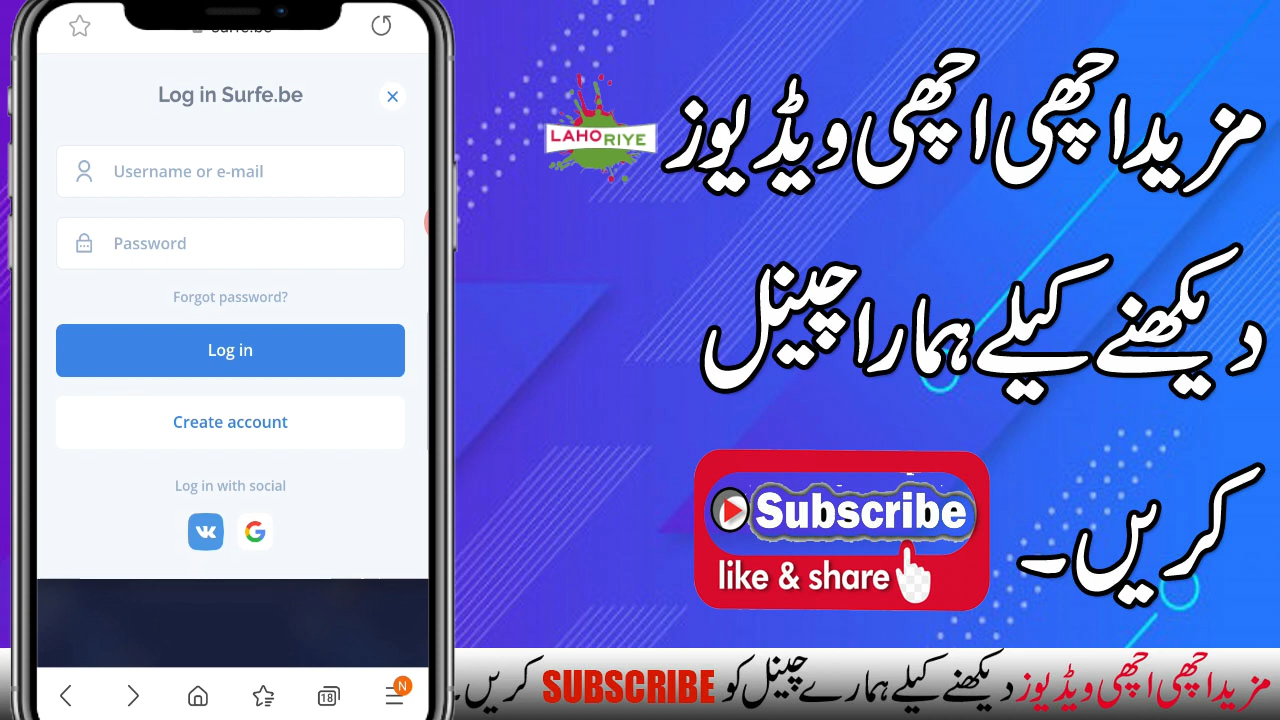 surfe.be
Log in Surfe.be
Username or e-mail
Password
Forgot password?
Log in
Create account
Log in with social
18
N
LAHORIYE
مزید اچھی اچھی ویڈیوز
دیکھنے کیلے ہمارا چینل
کریں۔
Subscribe
like & share
مزید اچھی اچھی ویڈیوز دیکھنے کیلے ہمارے چینل کو SUBSCRIBE کریں۔